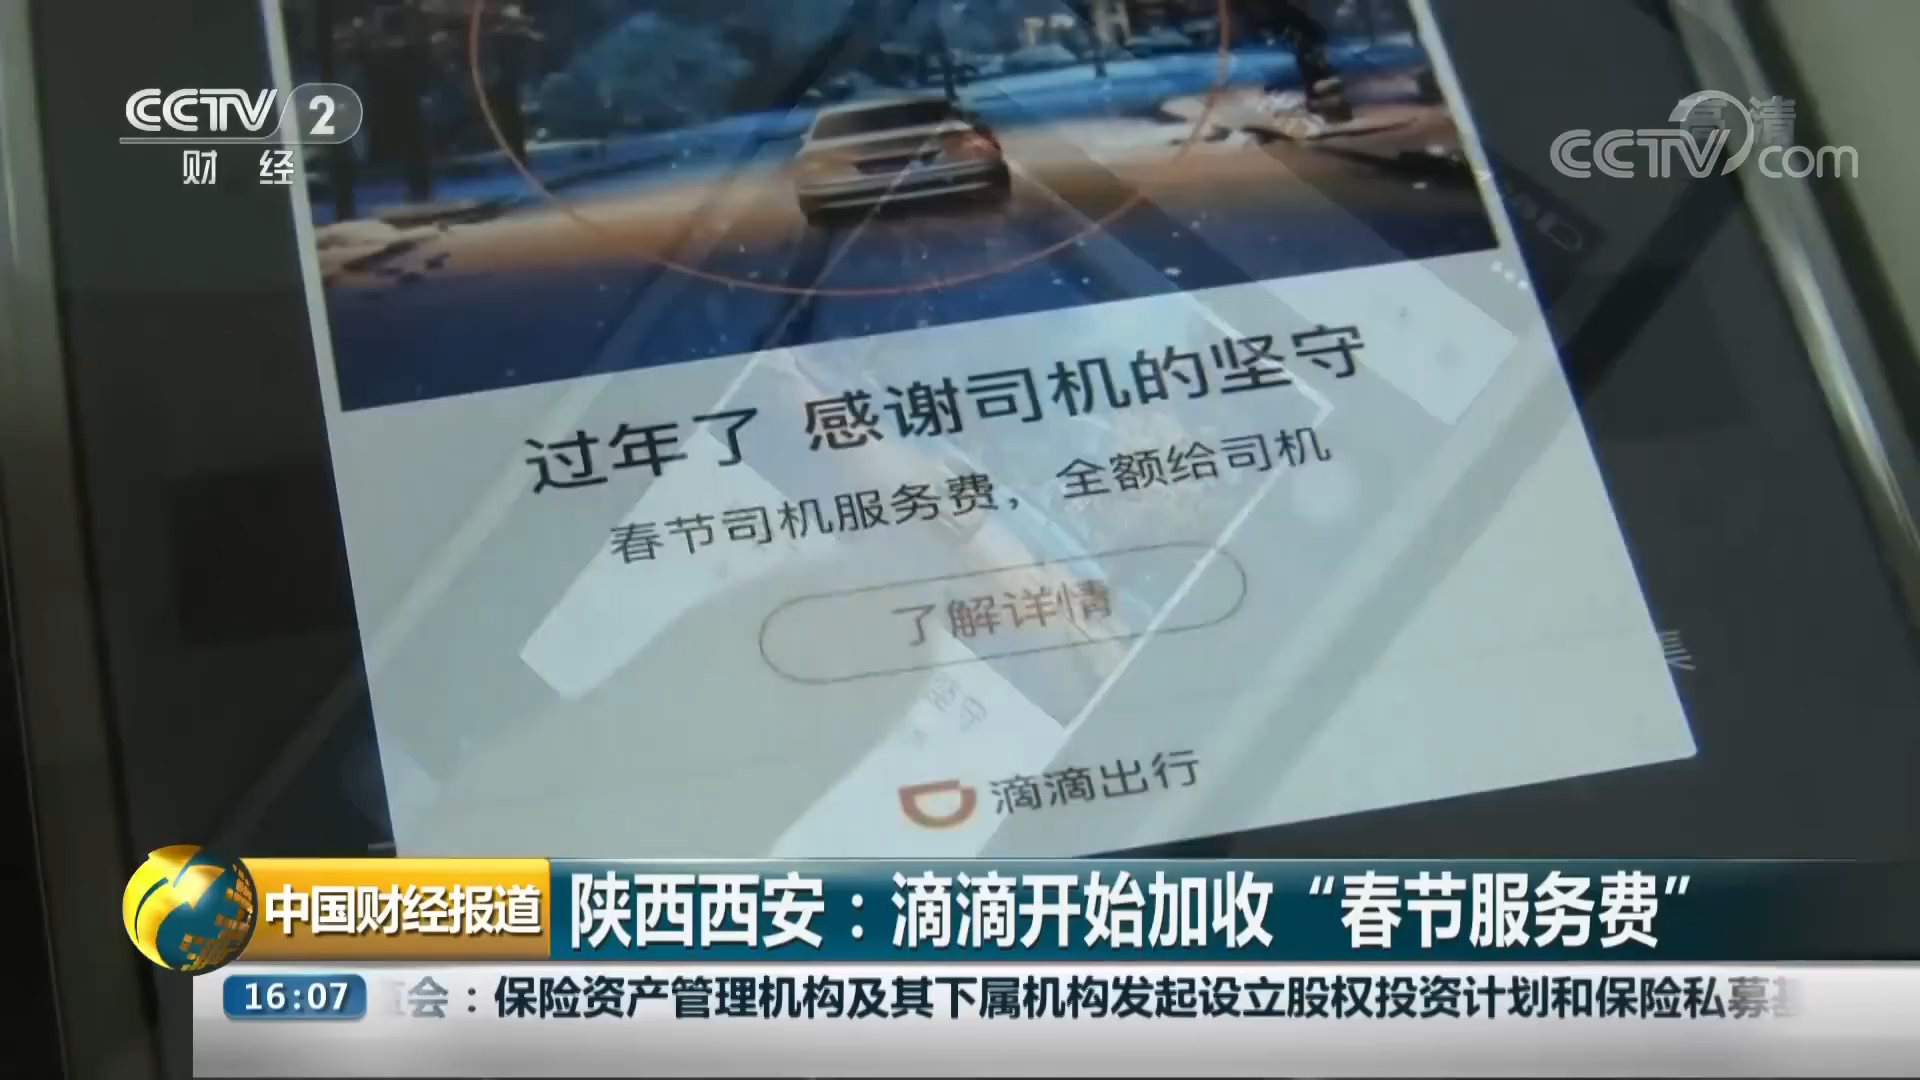 CCTV 2
财 经
高清
CCTV com
过年了 感谢司机的坚守
春节司机服务费，全额给司机
了解详情
滴滴出行
中国财经报道
陕西西安：滴滴开始加收“春节服务费”
16:07
会：保险资产管理机构及其下属机构发起设立股权投资计划和保险私募基